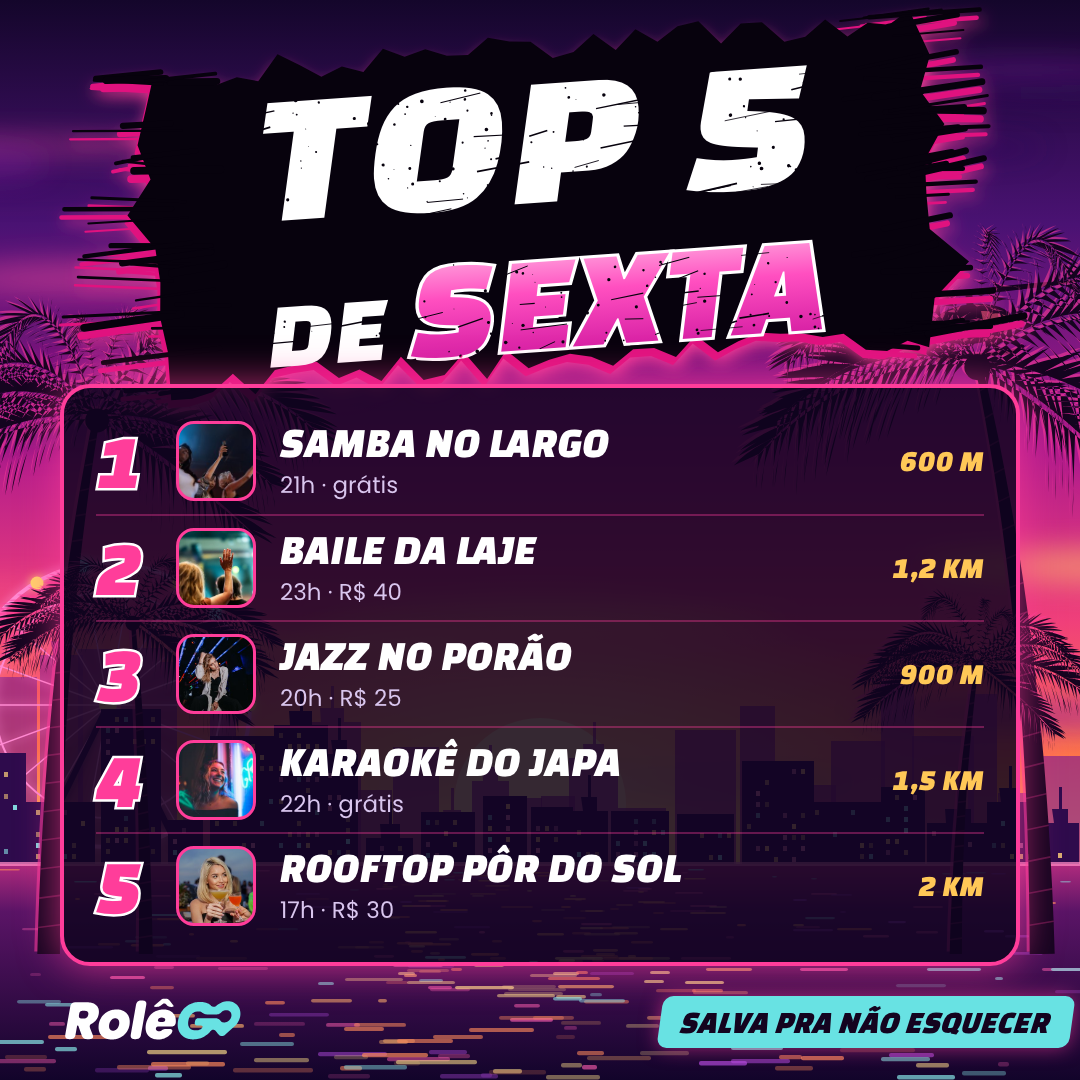 TOP 5
DE SEXTA
1
SAMBA NO LARGO
21h · grátis
600 M
2
BAILE DA LAJE
23h · R$ 40
1,2 KM
3
JAZZ NO PORÃO
20h · R$ 25
900 M
4
KARAOKÊ DO JAPA
22h · grátis
1,5 KM
5
ROOFTOP PÔR DO SOL
17h · R$ 30
2 KM
RolêGO
SALVA PRA NÃO ESQUECER